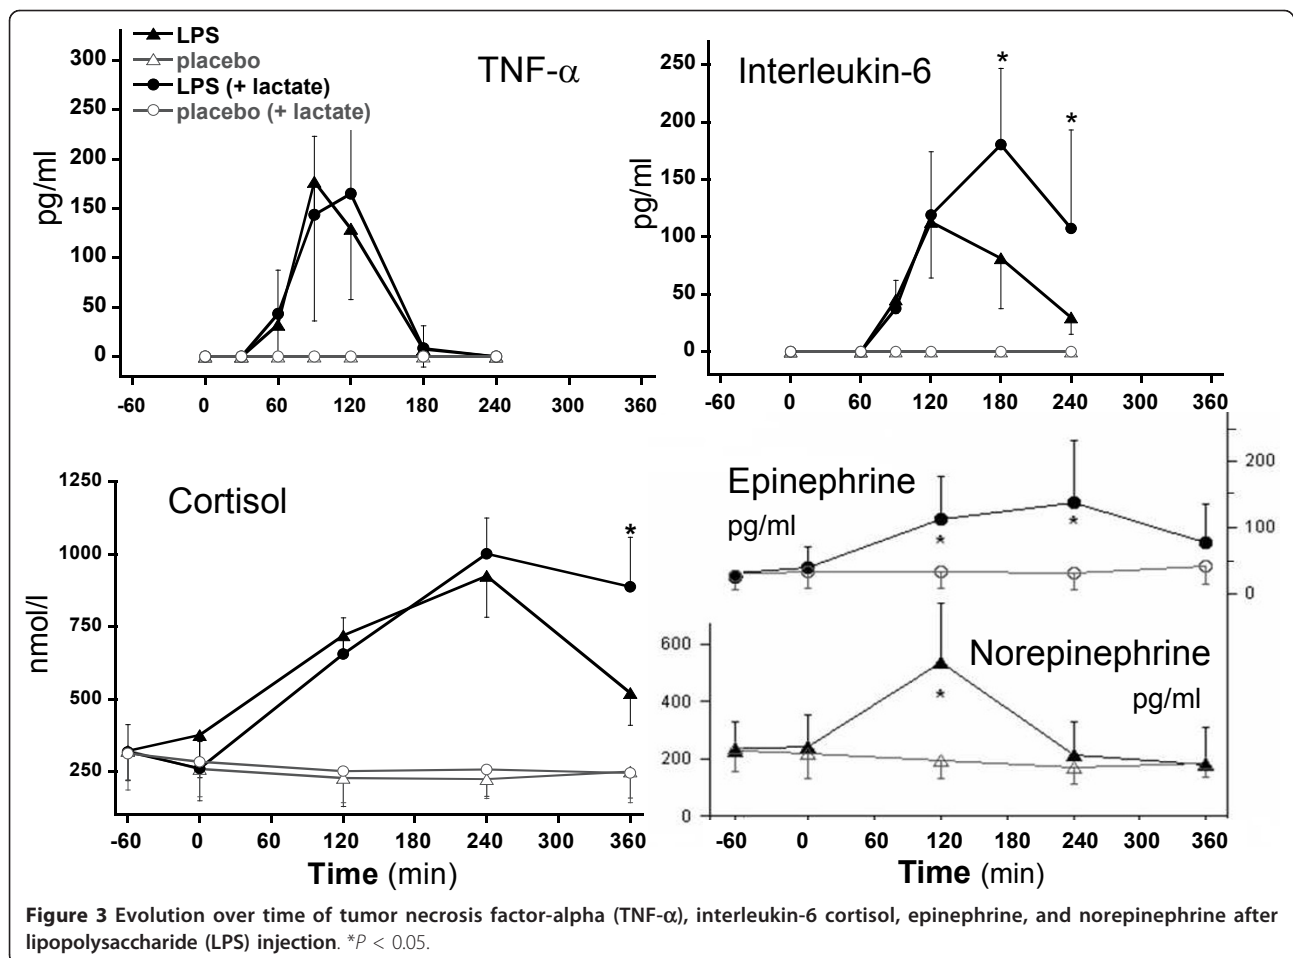 LPS
placebo
LPS (+ lactate)
placebo (+ lactate)
TNF-α
pg/ml
300
250
200
150
100
50
0
-60 0 60 120 180 240 300 360
Interleukin-6
pg/ml
250
200
150
100
50
0
* *
-60 0 60 120 180 240 300 360
Cortisol
nmol/l
1250
1000
750
500
250
*
-60 0 60 120 180 240 300 360
Time (min)
Epinephrine
pg/ml
200
100
0
* *
Norepinephrine
pg/ml
600
400
200
0
*
-60 0 60 120 180 240 300 360
Time (min)
Figure 3 Evolution over time of tumor necrosis factor-alpha (TNF-α), interleukin-6 cortisol, epinephrine, and norepinephrine after
lipopolysaccharide (LPS) injection. *P < 0.05.